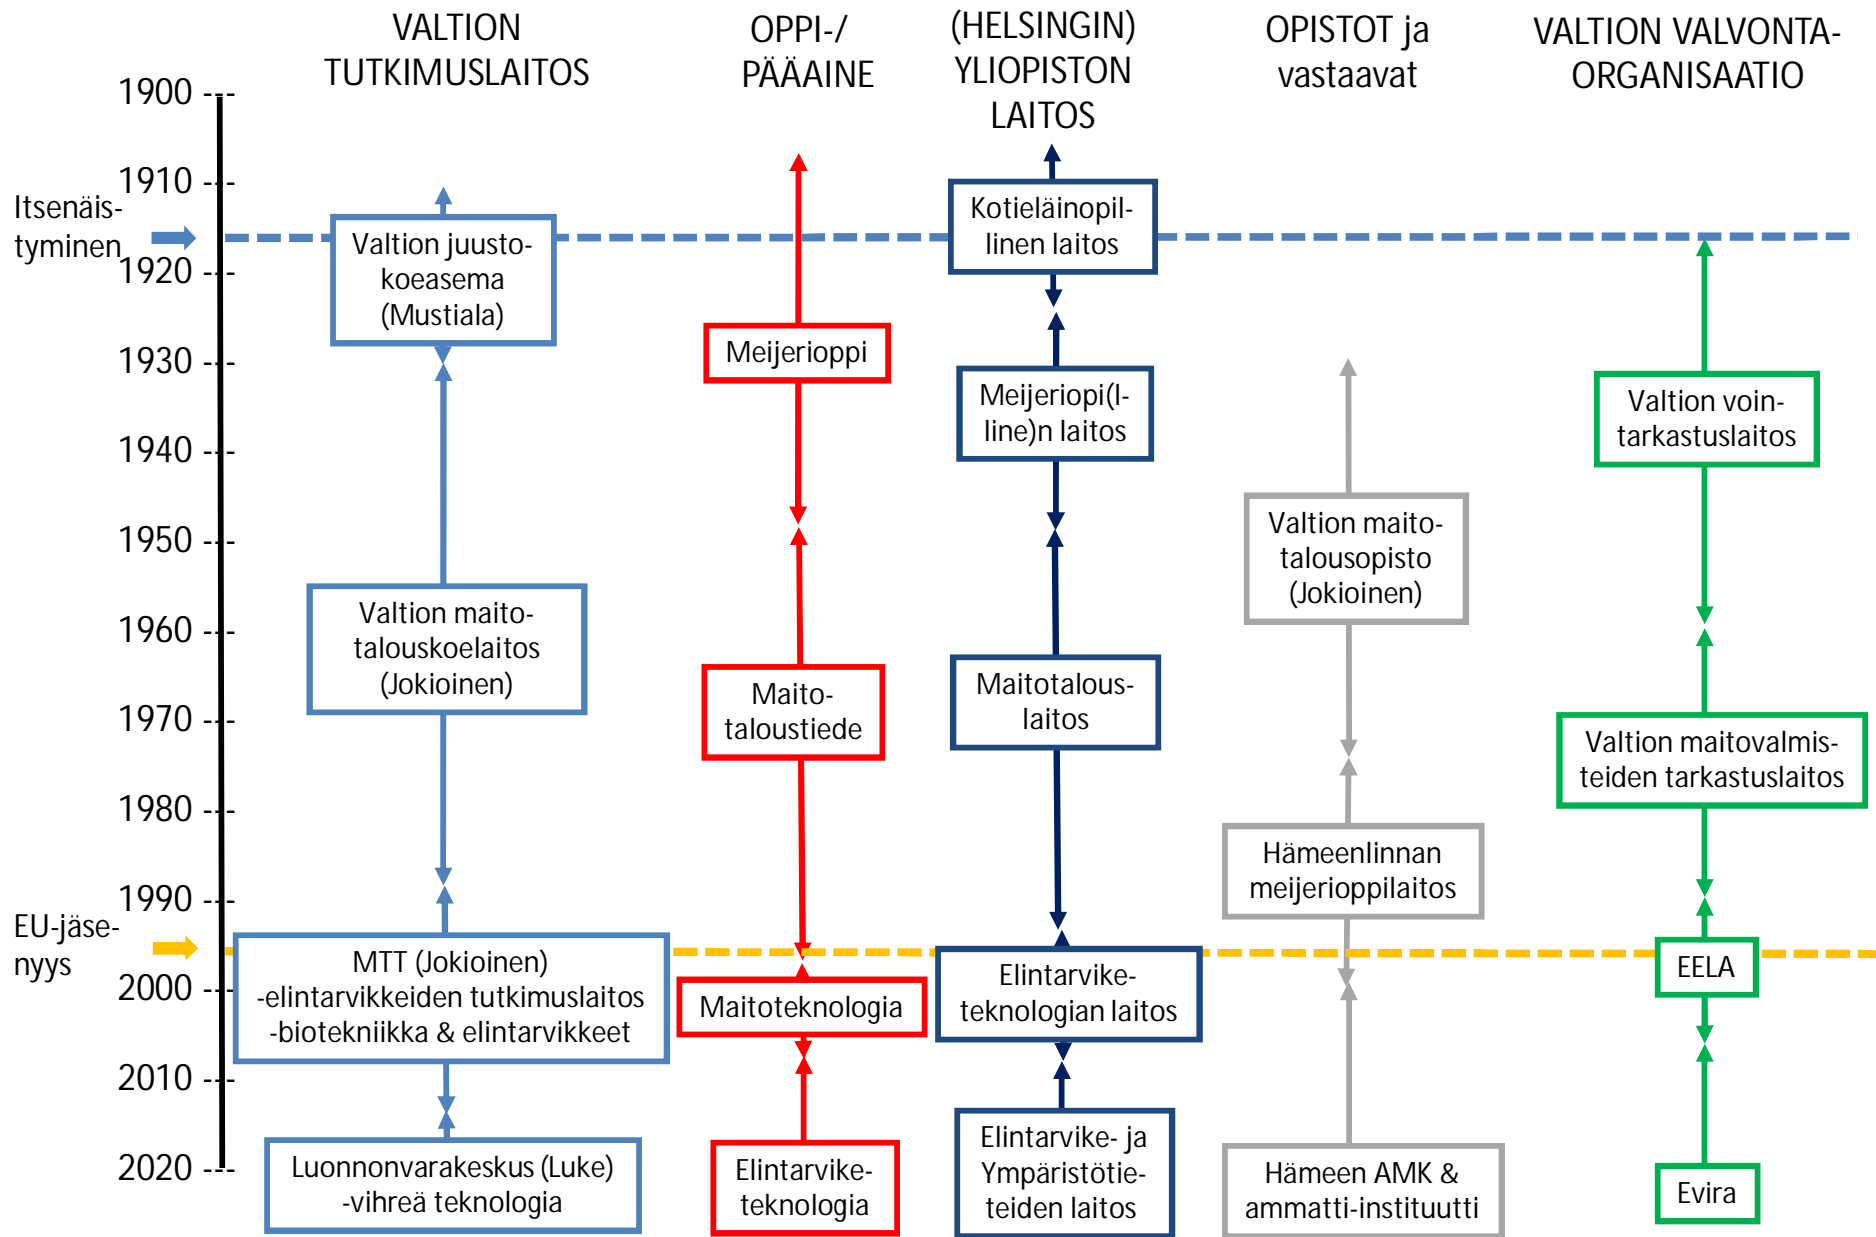 VALTION
TUTKIMUSLAITOS
OPPI-/
PÄÄAINE
(HELSINGIN)
YLIOPISTON
LAITOS
OPISTOT ja
vastaavat
VALTION VALVONTA-
ORGANISAATIO
1900
1910
Itsenäis-
tyminen
1920
1930
1940
1950
1960
1970
1980
1990
EU-jäse-
nyys
2000
2010
2020
Valtion juusto-
koeasema
(Mustiala)
Valtion maito-
talouskoelaitos
(Jokioinen)
MTT (Jokioinen)
-elintarvikkeiden tutkimuslaitos
-biotekniikka & elintarvikkeet
Luonnonvarakeskus (Luke)
-vihreä teknologia
Meijerioppi
Maito-
taloustiede
Maitoteknologia
Elintarvike-
teknologia
Kotieläinopil-
linen laitos
Meijeriopi(l-
line)n laitos
Maitotalous-
laitos
Elintarvike-
teknologian laitos
Elintarvike- ja
Ympäristötie-
teiden laitos
Valtion maito-
talousopisto
(Jokioinen)
Hämeenlinnan
meijerioppilaitos
Hämeen AMK &
ammatti-instituutti
Valtion voin-
tarkastuslaitos
Valtion maitovalmis-
teiden tarkastuslaitos
EELA
Evira